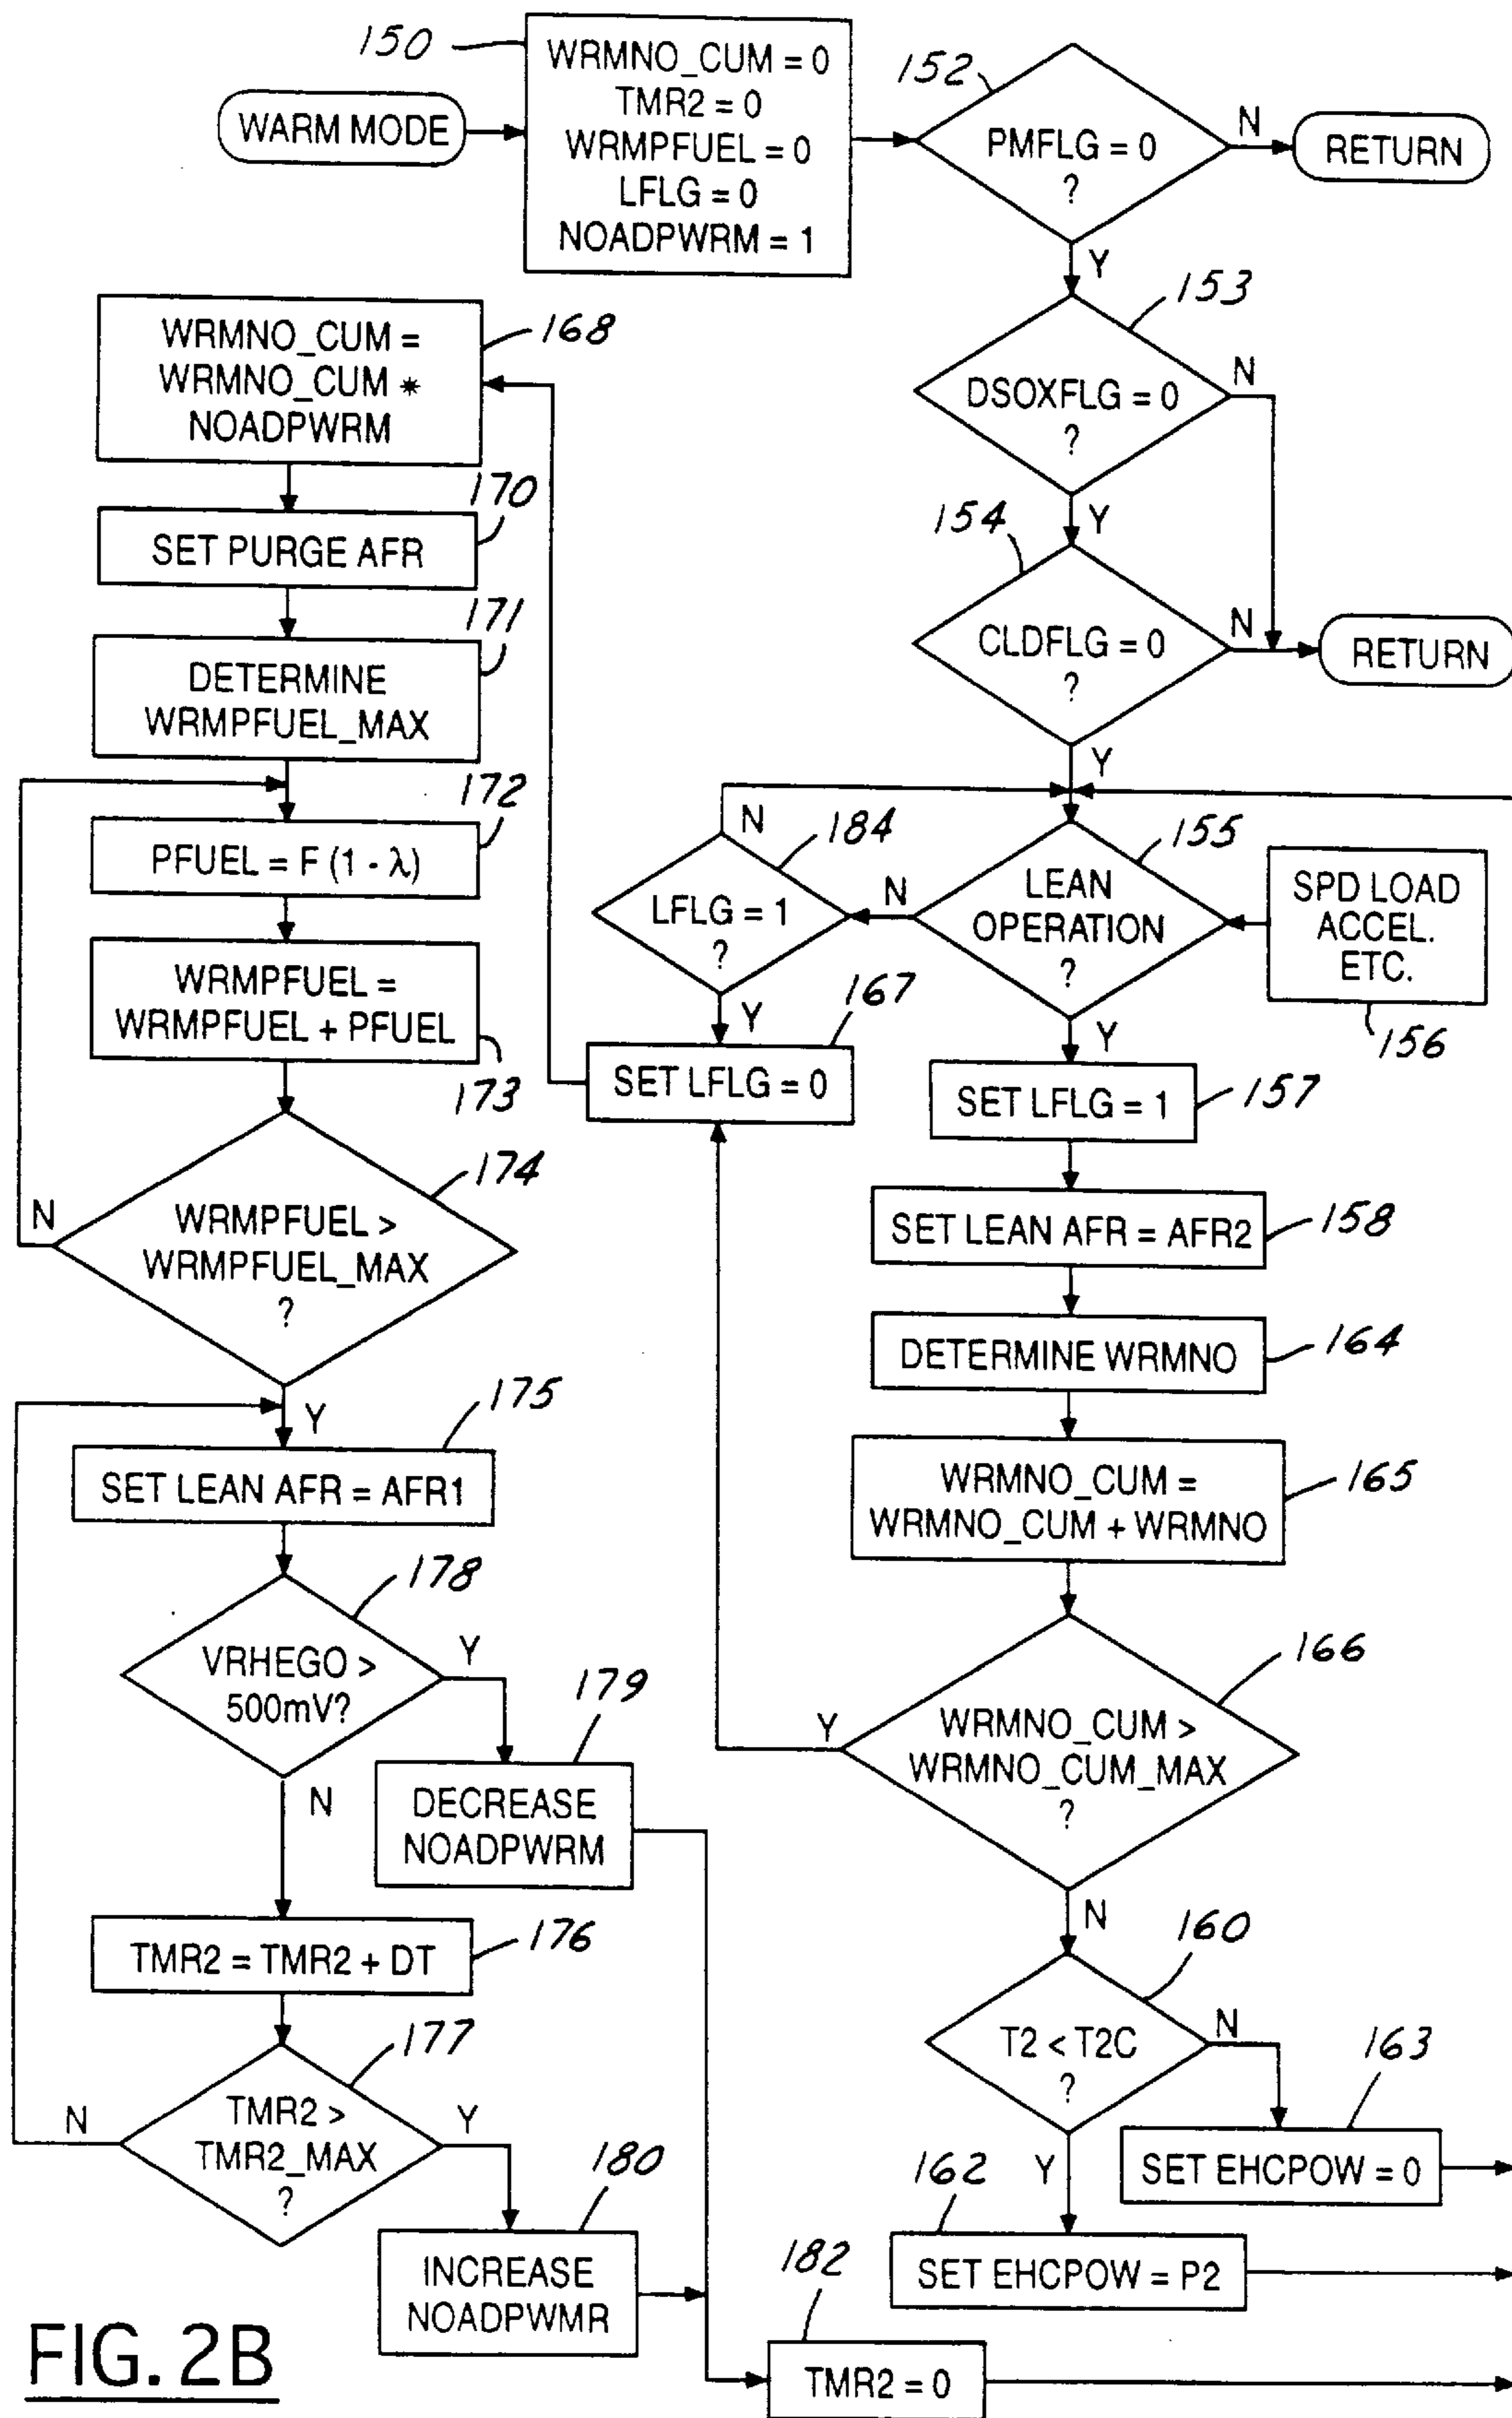 150
WARM MODE
WRMNO_CUM = 0
TMR2 = 0
WRMPFUEL = 0
LFLG = 0
NOADPWRM = 1
152
PMFLG = 0
?
N
RETURN
Y
153
DSOXFLG = 0
?
N
Y
154
CLDFLG = 0
?
N
RETURN
Y
155
LEAN
OPERATION
?
N
Y
SPD LOAD
ACCEL.
ETC.
156
184
LFLG = 1
?
N
Y
167
SET LFLG = 0
SET LFLG = 1
157
SET LEAN AFR = AFR2
158
DETERMINE WRMNO
164
WRMNO_CUM =
WRMNO_CUM + WRMNO
165
166
WRMNO_CUM >
WRMNO_CUM_MAX
?
Y
N
160
T2 < T2C
?
N
163
SET EHCPOW = 0
Y
162
SET EHCPOW = P2
WRMNO_CUM =
WRMNO_CUM *
NOADPWRM
168
170
SET PURGE AFR
171
DETERMINE
WRMPFUEL_MAX
172
PFUEL = F (1 - λ)
WRMPFUEL =
WRMPFUEL + PFUEL
173
174
WRMPFUEL >
WRMPFUEL_MAX
?
N
Y
175
SET LEAN AFR = AFR1
178
VRHEGO >
500mV?
Y
179
DECREASE
NOADPWRM
N
TMR2 = TMR2 + DT
176
177
TMR2 >
TMR2_MAX
?
N
Y
180
INCREASE
NOADPWMR
182
TMR2 = 0
FIG. 2B